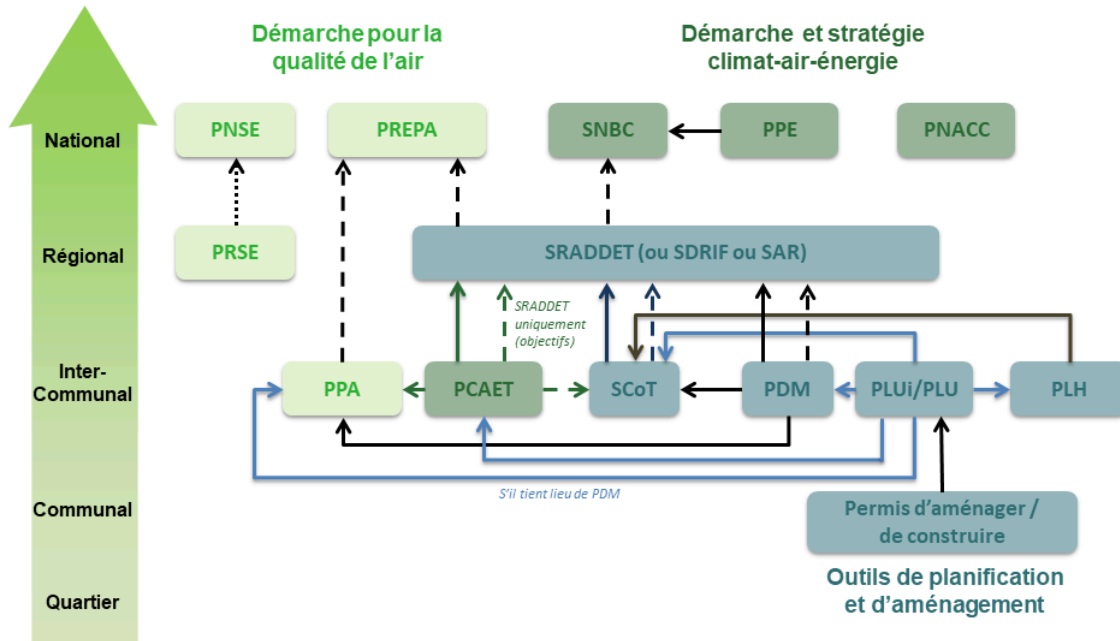 Démarche pour la
qualité de l'air
Démarche et stratégie
climat-air-énergie
National
PNSE
PREPA
SNBC
PPE
PNACC
Régional
PRSE
SRADDET (ou SDRIF ou SAR)
SRADDET
uniquement
(objectifs)
Inter-
Communal
PPA
PCAET
SCoT
PDM
PLUi/PLU
PLH
S'il tient lieu de PDM
Communal
Permis d'aménager /
de construire
Quartier
Outils de planification
et d'aménagement